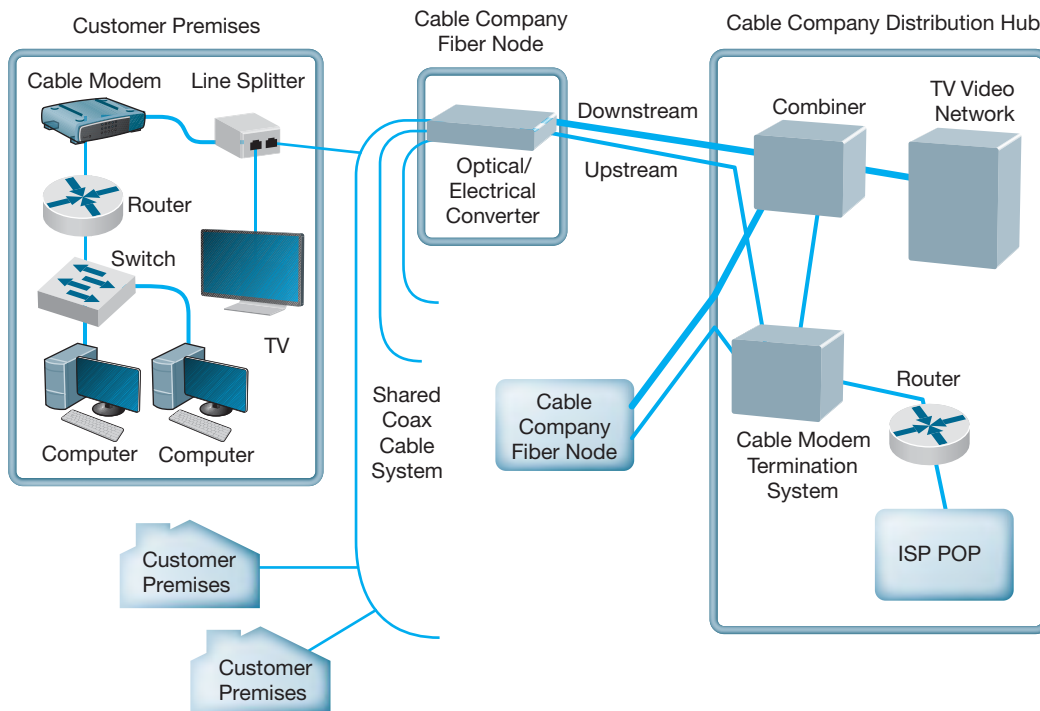 Customer Premises
Cable Modem
Line Splitter
Router
Switch
TV
Computer
Computer
Cable Company
Fiber Node
Optical/
Electrical
Converter
Shared
Coax
Cable
System
Customer
Premises
Customer
Premises
Downstream
Upstream
Cable
Company
Fiber Node
Cable Company Distribution Hub
Combiner
TV Video
Network
Router
Cable Modem
Termination
System
ISP POP